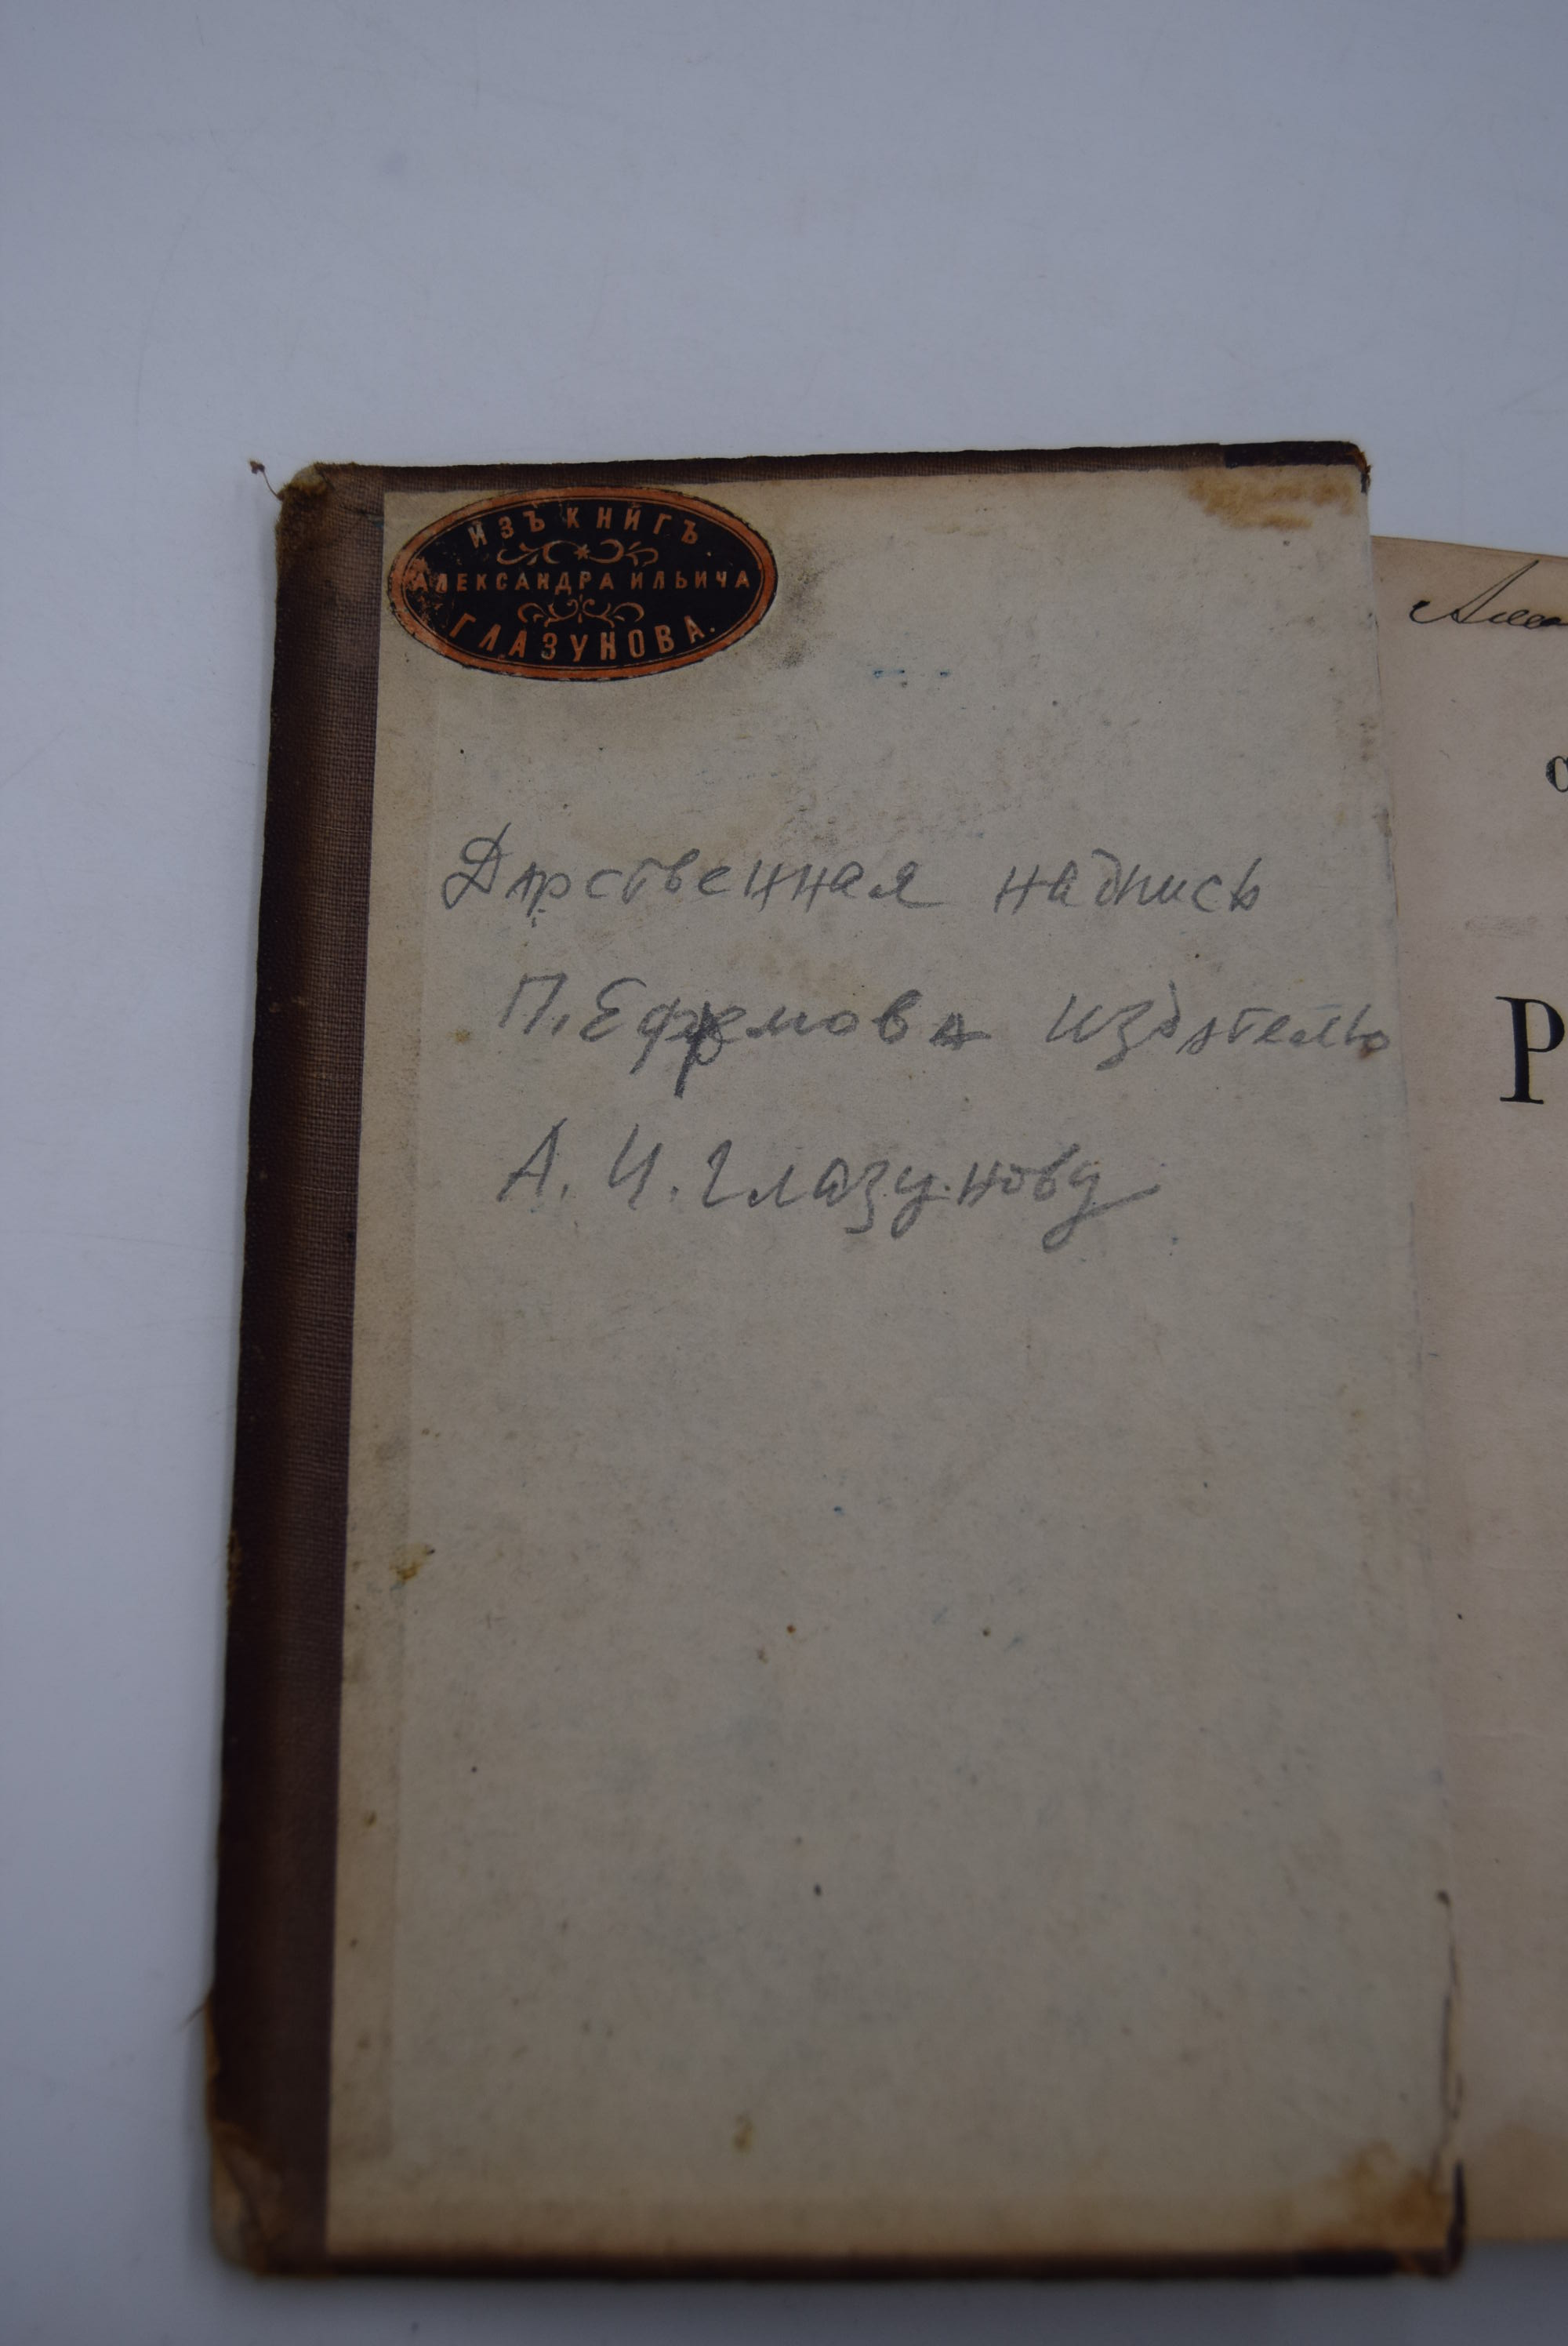 ИЗЪ КНИГЪ
АЛЕКСАНДРА ИЛЬИЧА
ГЛАЗУНОВА.
Дарственная надпись
П. Ефремова издателю
А. И. Глазунову
Р